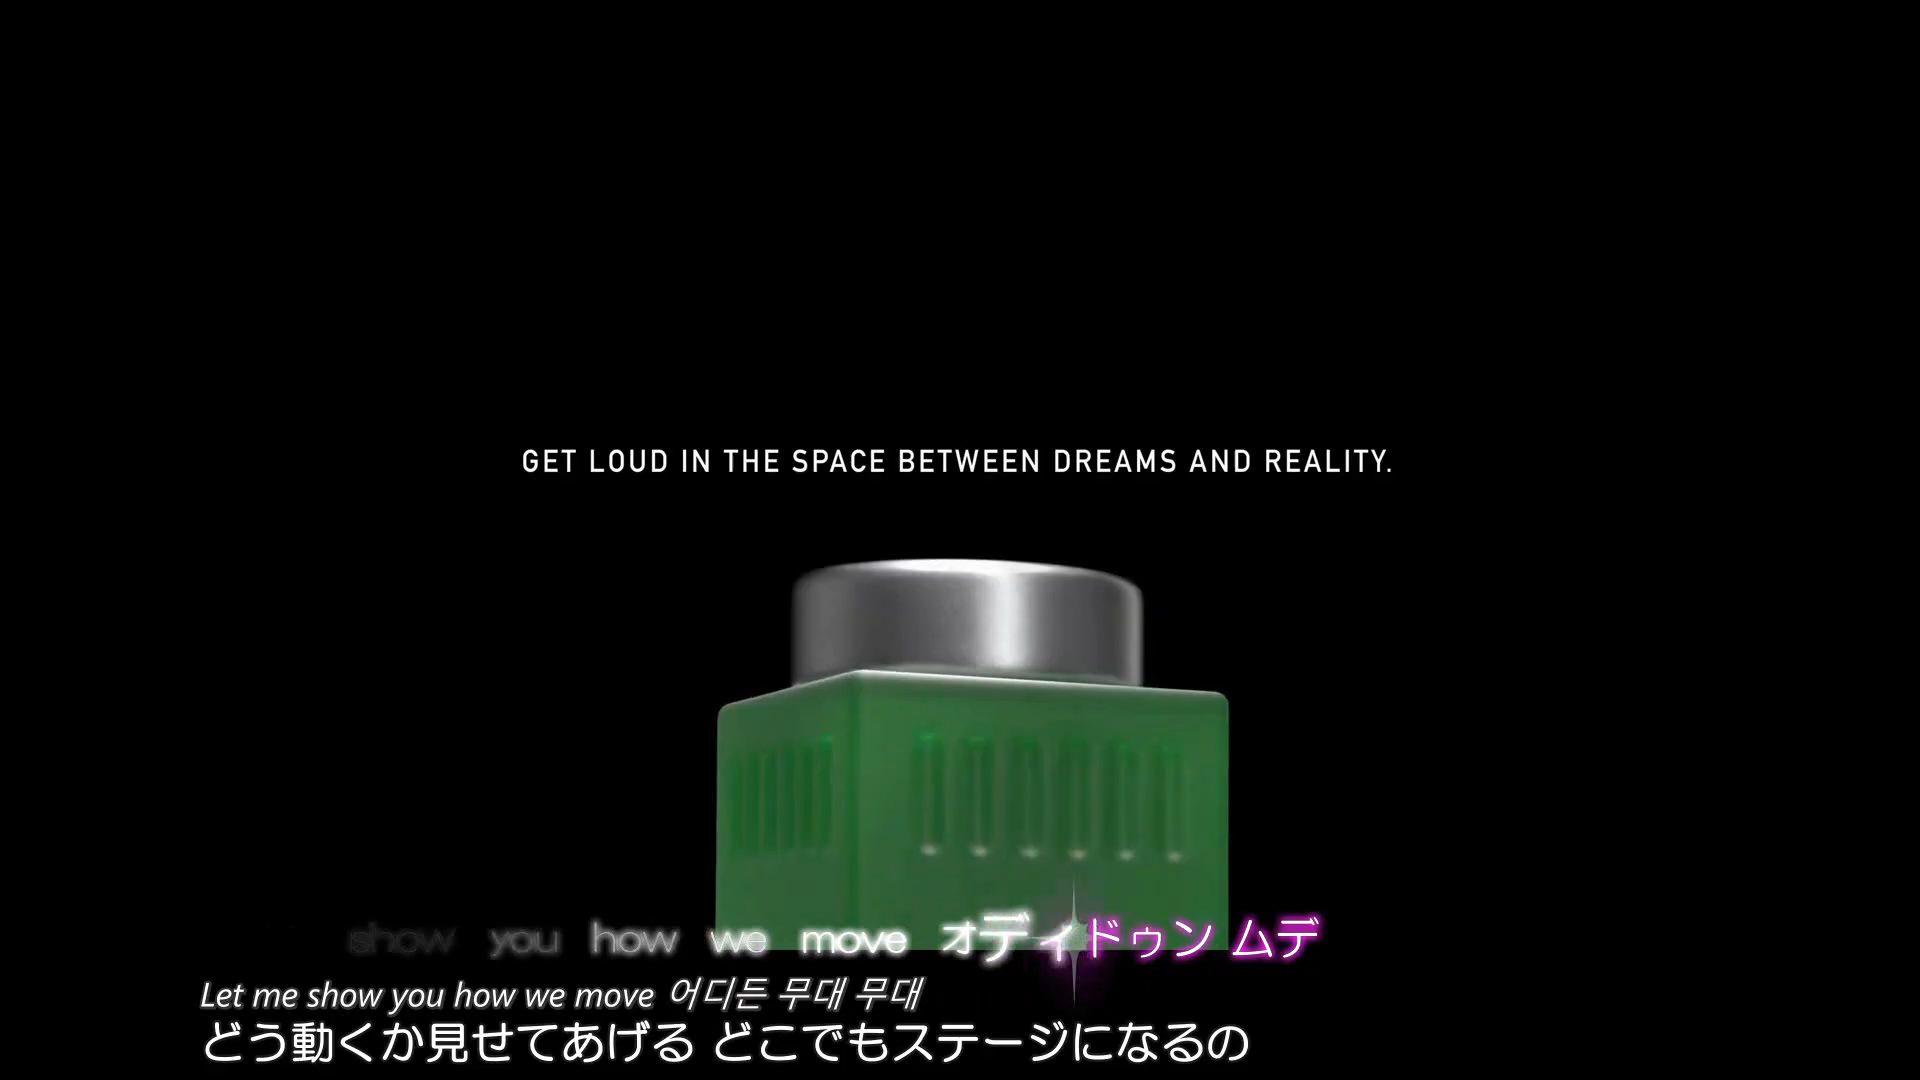 GET LOUD IN THE SPACE BETWEEN DREAMS AND REALITY.
show you how we move オディドゥン ムデ
Let me show you how we move 어디든 무대 무대
どう動くか見せてあげる どこでもステージになるの